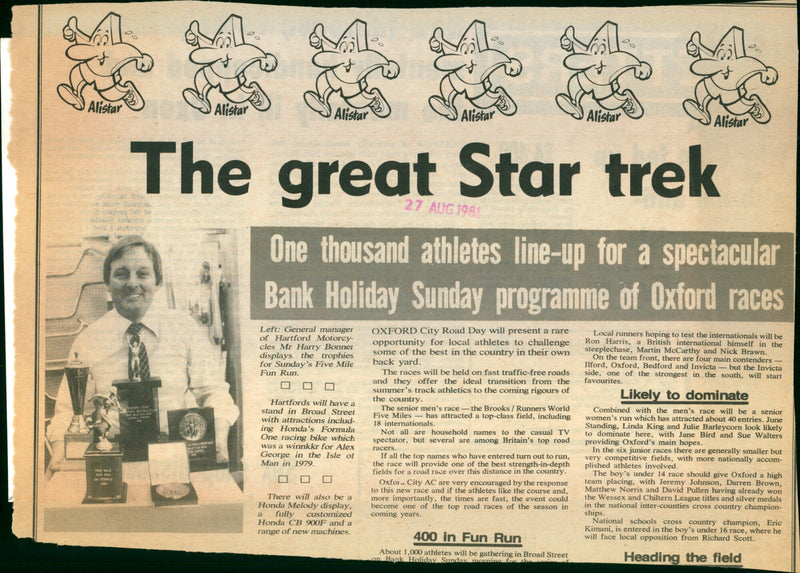 Alistar
Alistar
Alistar
Alistar
Alistar
Alistar
The great Star trek
27 AUG 1981
One thousand athletes line-up for a spectacular
Bank Holiday Sunday programme of Oxford races
Left: General manager
of Hartford Motorcy-
cles Mr Harry Bonner
displays the trophies
for Sunday's Five Mile
Fun Run.
Hartfords will have a
stand in Broad Street
with attractions includ-
ing Honda's Formula
One racing bike which
was a winnkkr for Alex
George in the Isle of
Man in 1979.
There will also be a
Honda Melody display,
a fully customized
Honda CB 900F and a
range of new machines.
OXFORD City Road Day will present a rare
opportunity for local athletes to challenge
some of the best in the country in their own
back yard.
The races will be held on fast traffic-free roads
and they offer the ideal transition from the
summer's track athletics to the coming rigours of
the country.
The senior men's race — the Brooks / Runners World
Five Miles — has attracted a top-class field, including
18 internationals.
Not all are household names to the casual TV
spectator, but several are among Britain's top road
racers.
If all the top names who have entered turn out to run,
the race will provide one of the best strength-in-depth
fields for a road race over this distance in the country.
Oxford City AC are very encouraged by the response
to this new race and if the athletes like the course and,
more importantly, the times are fast, the event could
become one of the top road races of the season in
coming years.
400 in Fun Run
About 1,000 athletes will be gathering in Broad Street
on Bank Holiday Sunday morning for the series of
Local runners hoping to test the internationals will be
Ron Harris, a British international himself in the
steeplechase, Martin McCarthy and Nick Brawn.
On the team front, there are four main contenders —
Ilford, Oxford, Bedford and Invicta — but the Invicta
side, one of the strongest in the south, will start
favourites.
Likely to dominate
Combined with the men's race will be a senior
women's run which has attracted about 40 entries. June
Standing, Linda King and Julie Barleycorn look likely
to dominate here, with Jane Bird and Sue Walters
providing Oxford's main hopes.
In the six junior races there are generally smaller but
very competitive fields, with more nationally accom-
plished athletes involved.
The boy's under 14 race should give Oxford a high
team placing, with Jeremy Johnson, Darren Brown,
Matthew Norris and David Pullen having already won
the Wessex and Chiltern League titles and silver medals
in the national inter-counties cross country champion-
ships.
National schools cross country champion, Eric
Kimani, is entered in the boy's under 16 race, where he
will face local opposition from Richard Scott.
Heading the field